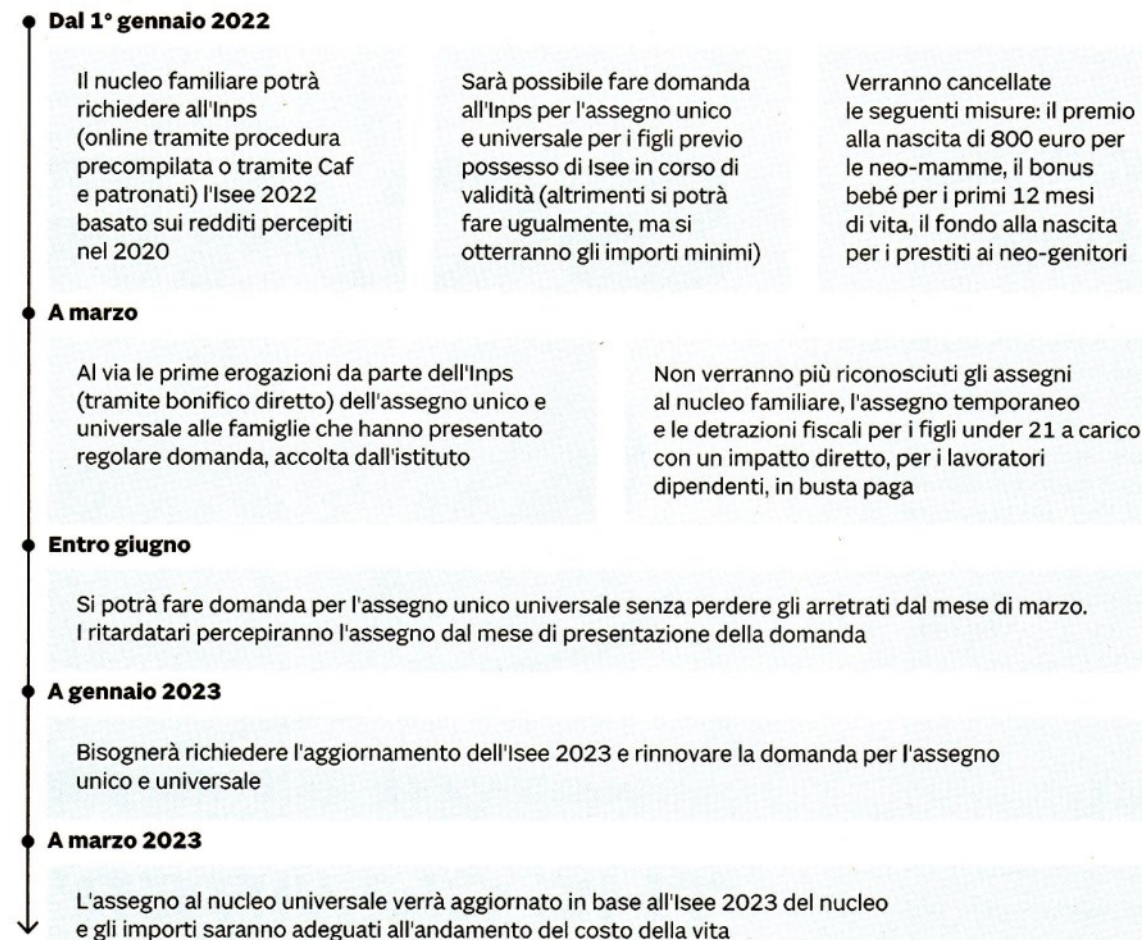 Dal 1° gennaio 2022
Il nucleo familiare potrà
richiedere all'Inps
(online tramite procedura
precompilata o tramite Caf
e patronati) l'Isee 2022
basato sui redditi percepiti
nel 2020
Sarà possibile fare domanda
all'Inps per l'assegno unico
e universale per i figli previo
possesso di Isee in corso di
validità (altrimenti si potrà
fare ugualmente, ma si
otterranno gli importi minimi)
Verranno cancellate
le seguenti misure: il premio
alla nascita di 800 euro per
le neo-mamme, il bonus
bebé per i primi 12 mesi
di vita, il fondo alla nascita
per i prestiti ai neo-genitori
A marzo
Al via le prime erogazioni da parte dell'Inps
(tramite bonifico diretto) dell'assegno unico e
universale alle famiglie che hanno presentato
regolare domanda, accolta dall'istituto
Non verranno più riconosciuti gli assegni
al nucleo familiare, l'assegno temporaneo
e le detrazioni fiscali per i figli under 21 a carico
con un impatto diretto, per i lavoratori
dipendenti, in busta paga
Entro giugno
Si potrà fare domanda per l'assegno unico universale senza perdere gli arretrati dal mese di marzo.
I ritardatari percepiranno l'assegno dal mese di presentazione della domanda
A gennaio 2023
Bisognerà richiedere l'aggiornamento dell'Isee 2023 e rinnovare la domanda per l'assegno
unico e universale
A marzo 2023
L'assegno al nucleo universale verrà aggiornato in base all'Isee 2023 del nucleo
e gli importi saranno adeguati all'andamento del costo della vita